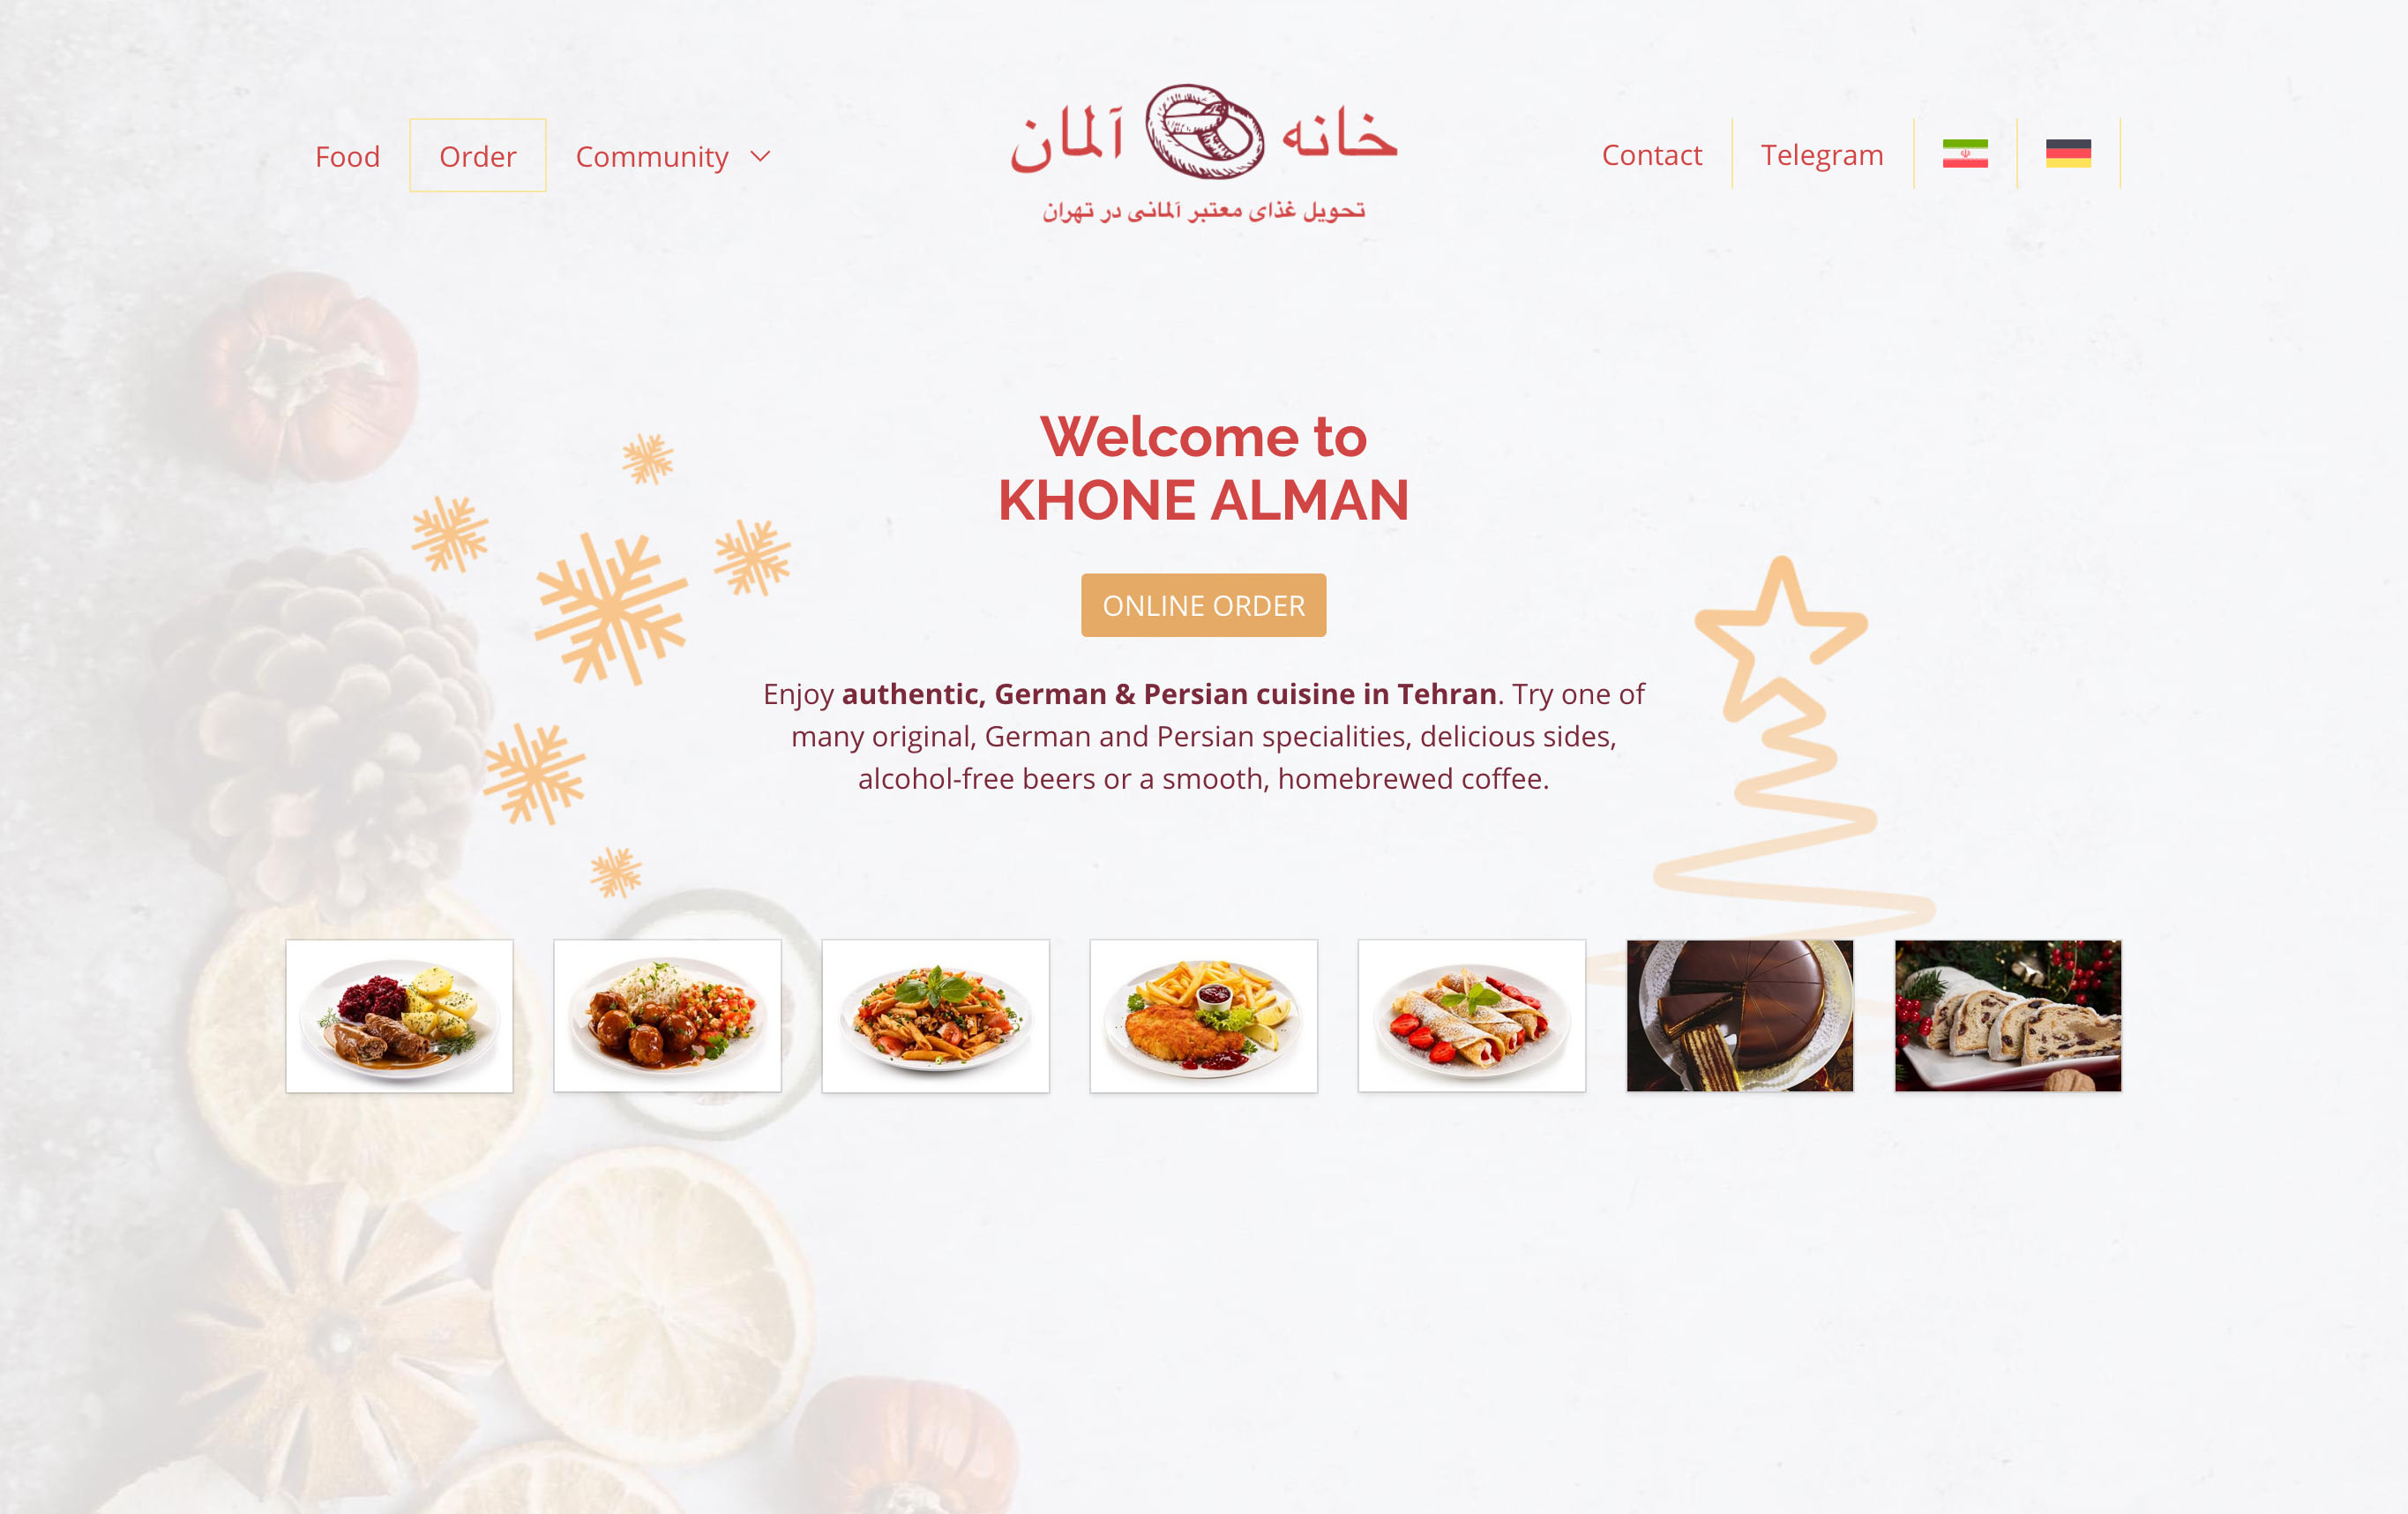 Food
Order
Community
خانه آلمان
تحویل غذای معتبر آلمانی در تهران
Contact
Telegram
Welcome to
KHONE ALMAN
ONLINE ORDER
Enjoy authentic, German & Persian cuisine in Tehran. Try one of
many original, German and Persian specialities, delicious sides,
alcohol-free beers or a smooth, homebrewed coffee.